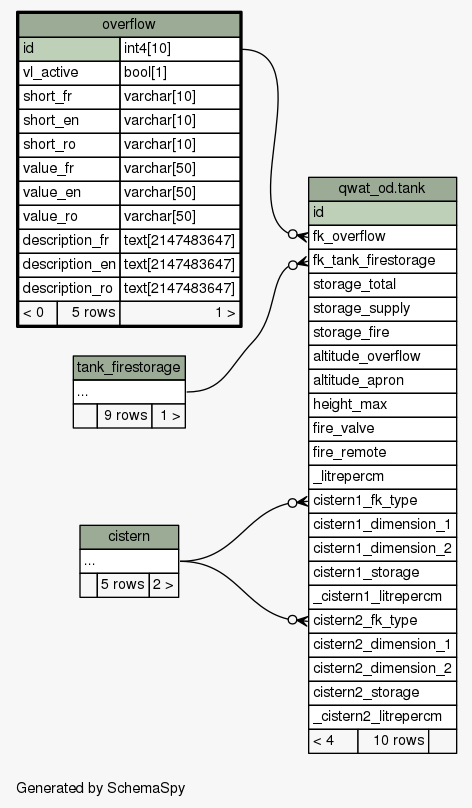 overflow
id int4[10]
vl_active bool[1]
short_fr varchar[10]
short_en varchar[10]
short_ro varchar[10]
value_fr varchar[50]
value_en varchar[50]
value_ro varchar[50]
description_fr text[2147483647]
description_en text[2147483647]
description_ro text[2147483647]
< 0 5 rows 1 >
tank_firestorage
...
9 rows 1 >
cistern
...
5 rows 2 >
qwat_od.tank
id
fk_overflow
fk_tank_firestorage
storage_total
storage_supply
storage_fire
altitude_overflow
altitude_apron
height_max
fire_valve
fire_remote
_litrepercm
cistern1_fk_type
cistern1_dimension_1
cistern1_dimension_2
cistern1_storage
_cistern1_litrepercm
cistern2_fk_type
cistern2_dimension_1
cistern2_dimension_2
cistern2_storage
_cistern2_litrepercm
< 4 10 rows
Generated by SchemaSpy